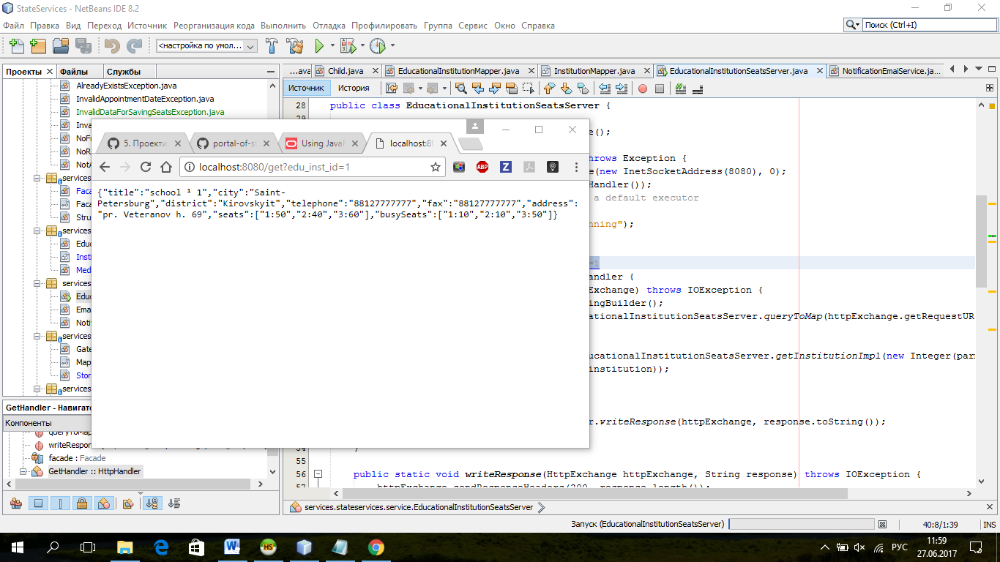 StateServices - NetBeans IDE 8.2
Файл Правка Вид Переход Источник Реорганизация кода Выполнить Отладка Профилировать Группа Сервис Окно Справка
Поиск (Ctrl+I)
<настройка по умол...
Проекты Файлы Службы
...ava Child.java EducationalInstitutionMapper.java InstitutionMapper.java EducationalInstitutionSeatsServer.java NotificationEmaiService.ja...
Источник История
AlreadyExistsException.java
InvalidAppointmentDateException.java
InvalidDataForSavingSeatsException.java
Inva
NoF
NoR
NotA
services
Faca
Faca
Stru
services
Educ
Insti
Med
services
Educ
Ema
Noti
services
Gate
Map
Stor
services
28 public class EducationalInstitutionSeatsServer {
29
e();
hrows Exception {
e(new InetSocketAddress(8080), 0);
Handler());
a default executor
nning");
=1
andler {
Exchange) throws IOException {
ingBuilder();
ationalInstitutionSeatsServer.queryToMap(httpExchange.getRequestUR
ucationalInstitutionSeatsServer.getInstitutionImpl(new Integer(par
institution));
r.writeResponse(httpExchange, response.toString());
54 }
55
56 public static void writeResponse(HttpExchange httpExchange, String response) throws IOException {
57 httpExchange.sendResponseHeaders(200, response.length());
5. Проекти portal-of-st Using JavaF localhost:80
localhost:8080/get?edu_inst_id=1
ABP Z
{"title":"school ¹ 1","city":"Saint-
Petersburg","district":"Kirovskyit","telephone":"88127777777","fax":"88127777777","address":
"pr. Veteranov h. 69","seats":["1:50","2:40","3:60"],"busySeats":["1:10","2:10","3:50"]}
GetHandler - Навигато
Компоненты
queryToMap
writeRespon
facade : Facade
GetHandler :: HttpHandler
services.stateservices.service.EducationalInstitutionSeatsServer
Запуск (EducationalInstitutionSeatsServer) 40:8/1:39 INS
HS
РУС
11:59
27.06.2017